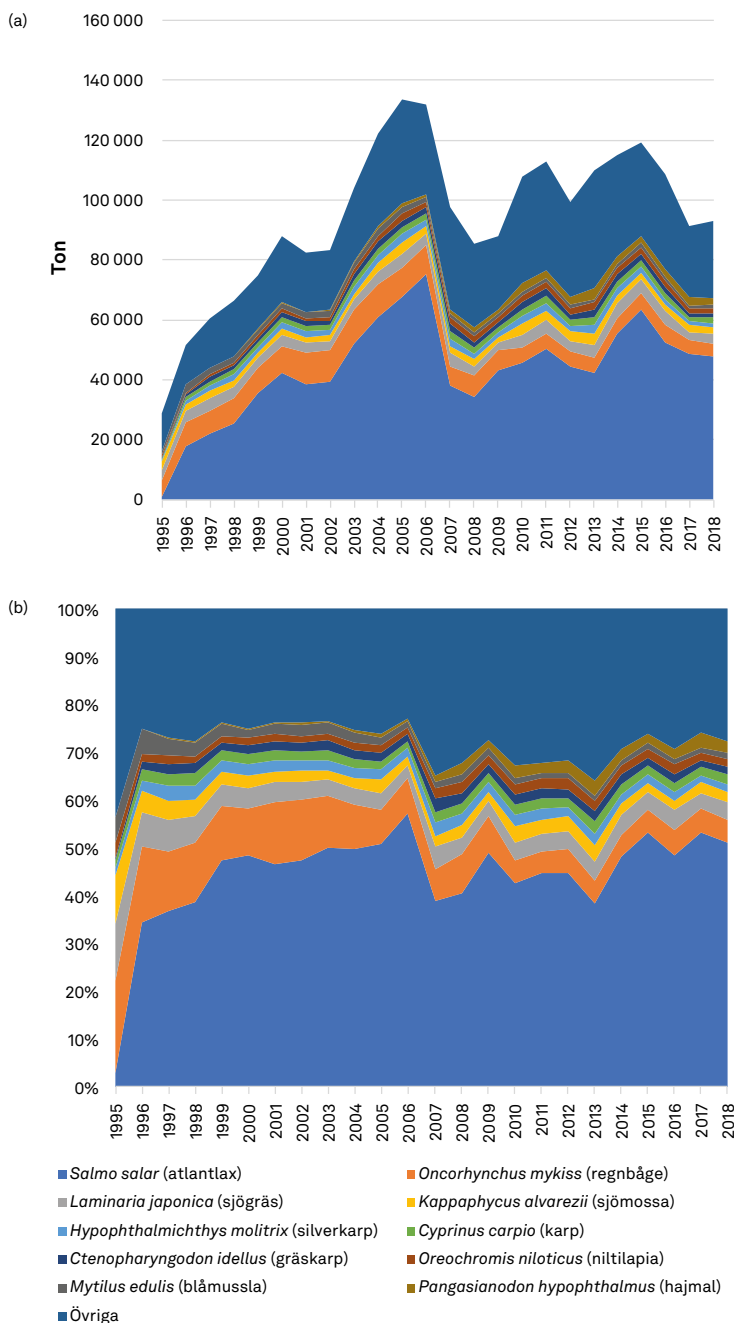 (a)
160 000
140 000
120 000
100 000
80 000
60 000
40 000
20 000
0
Ton
1995 1996 1997 1998 1999 2000 2001 2002 2003 2004 2005 2006 2007 2008 2009 2010 2011 2012 2013 2014 2015 2016 2017 2018
(b)
100%
90%
80%
70%
60%
50%
40%
30%
20%
10%
0%
1995 1996 1997 1998 1999 2000 2001 2002 2003 2004 2005 2006 2007 2008 2009 2010 2011 2012 2013 2014 2015 2016 2017 2018
Salmo salar (atlantlax)
Oncorhynchus mykiss (regnbåge)
Laminaria japonica (sjögräs)
Kappaphycus alvarezii (sjömossa)
Hypophthalmichthys molitrix (silverkarp)
Cyprinus carpio (karp)
Ctenopharyngodon idellus (gräskarp)
Oreochromis niloticus (niltilapia)
Mytilus edulis (blåmussla)
Pangasianodon hypophthalmus (hajmal)
Övriga